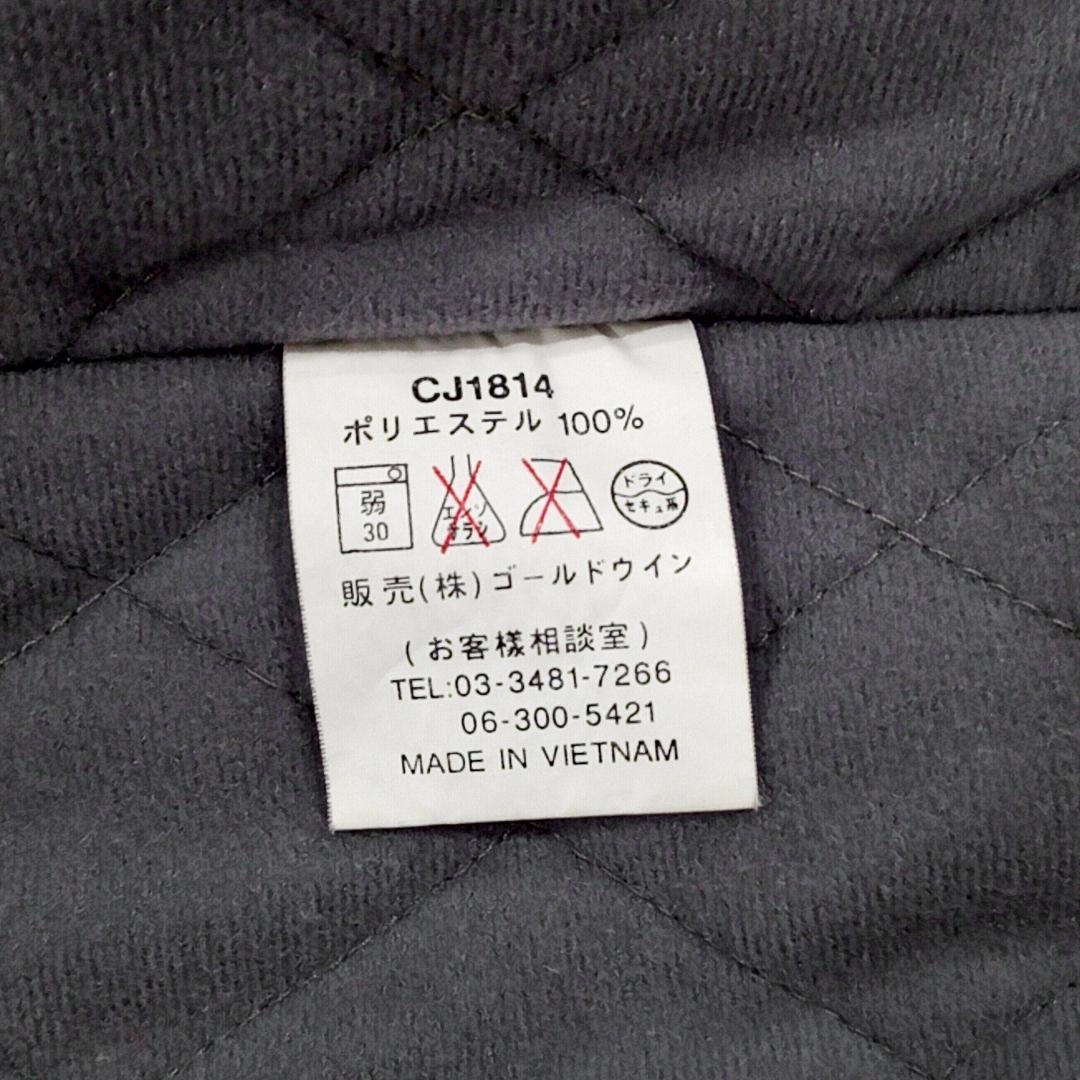 CJ1814
ポリエステル 100%
弱
30
エンソ
サラシ
ドライ
セキュ系
販売(株)ゴールドウイン
(お客様相談室)
TEL:03-3481-7266
06-300-5421
MADE IN VIETNAM